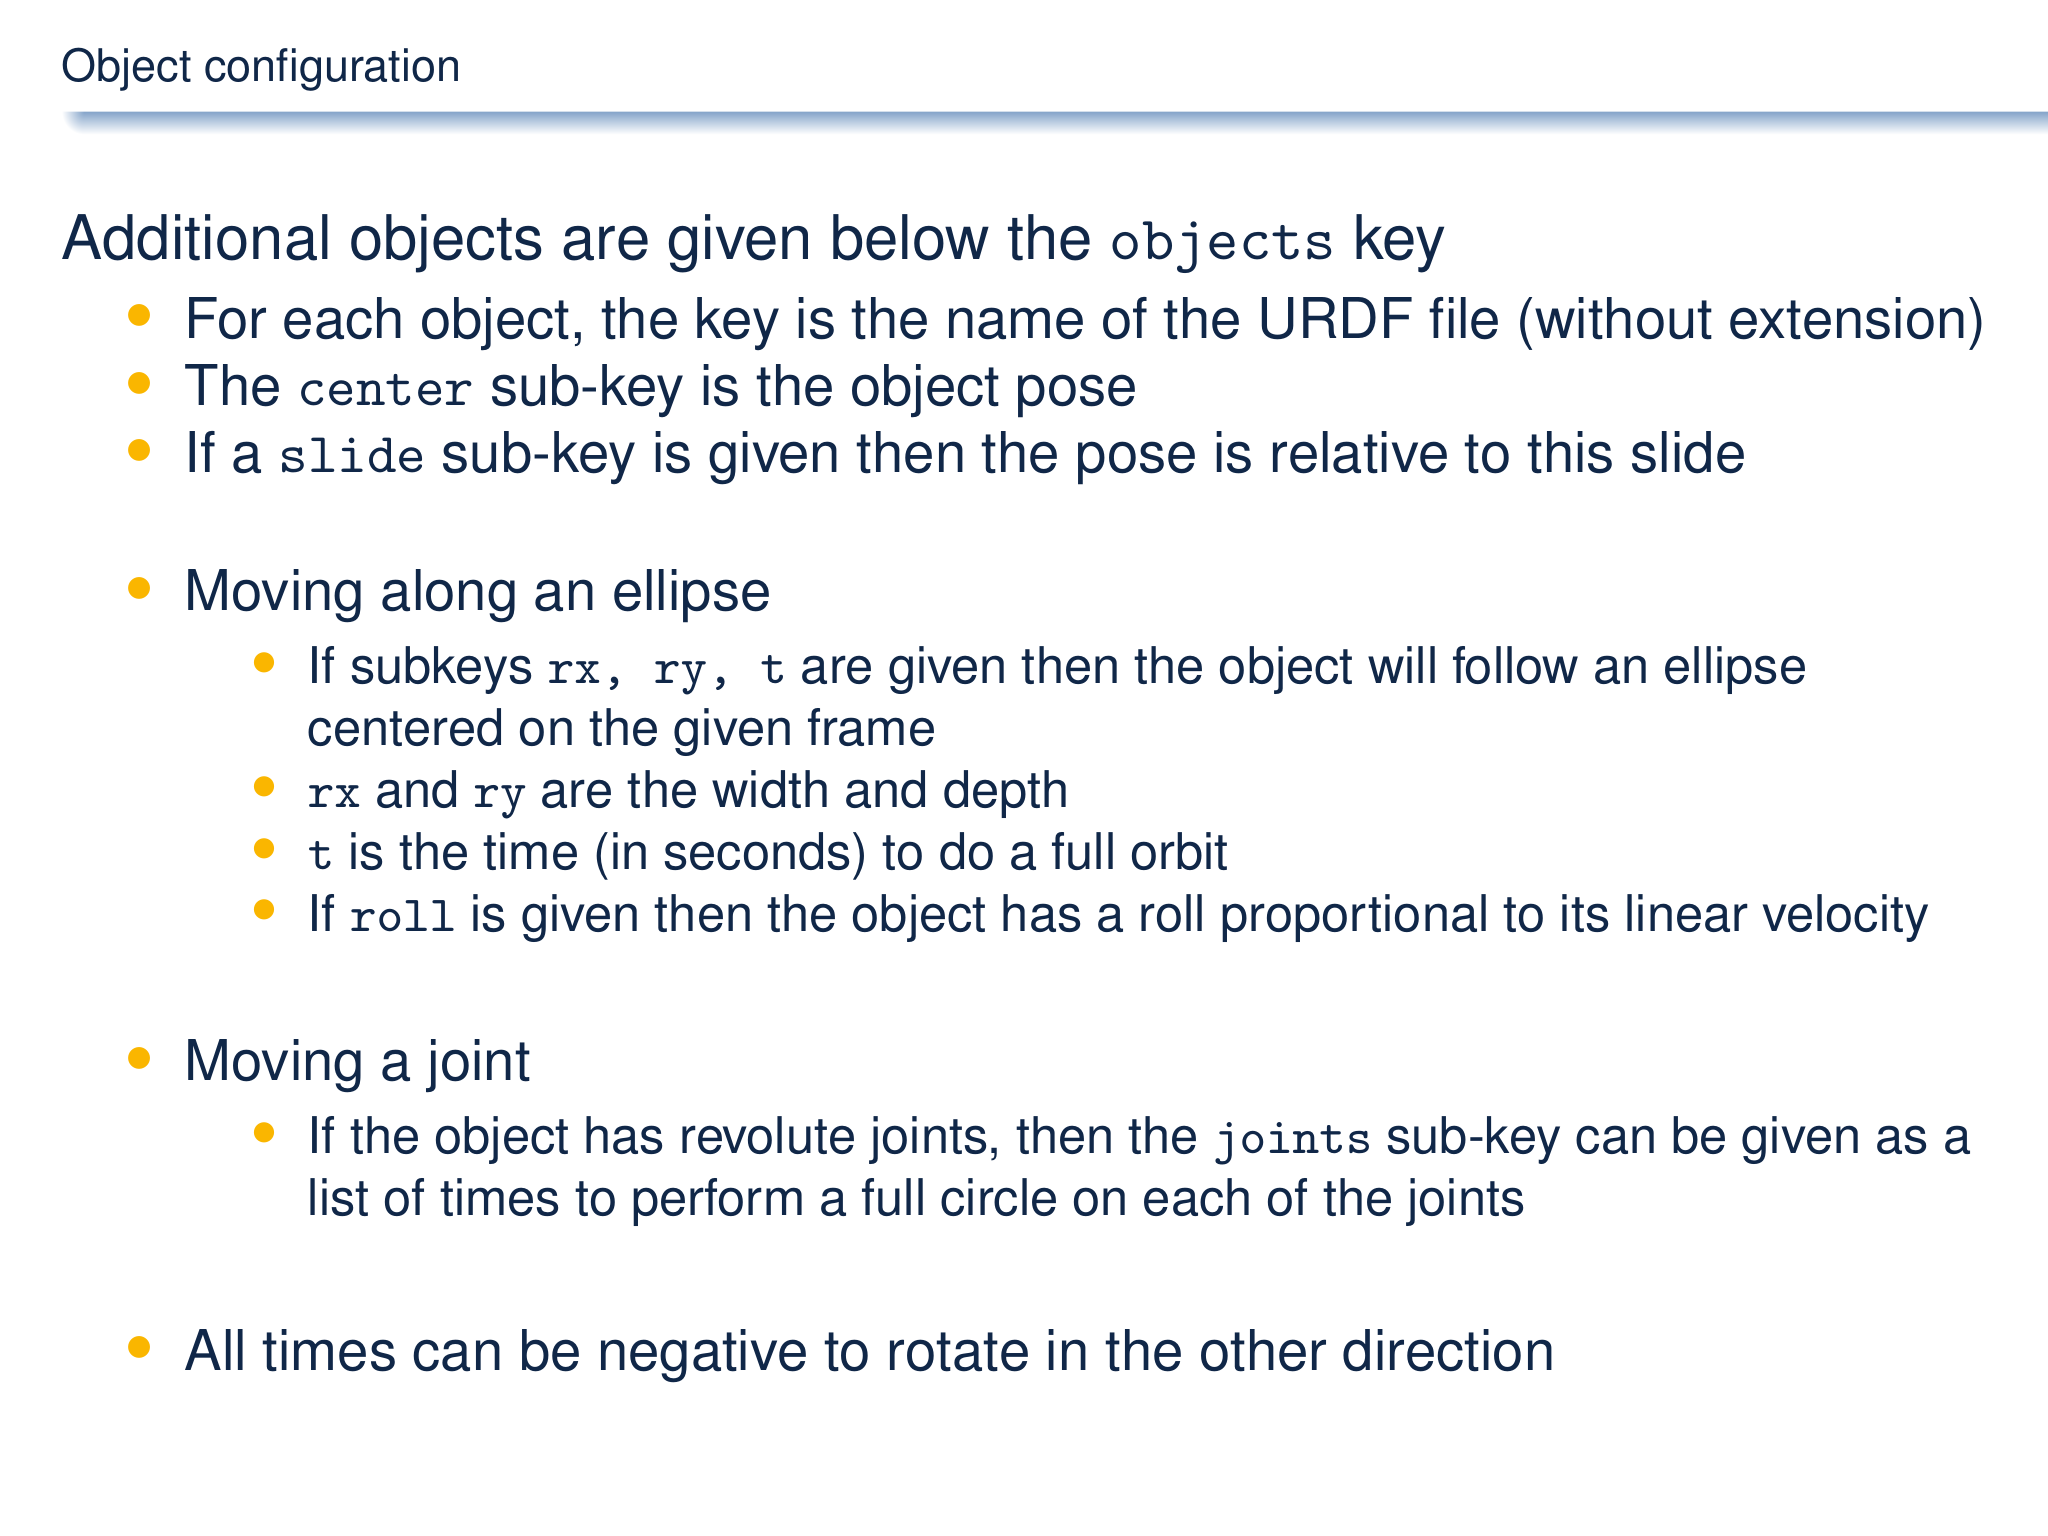 Object configuration
Additional objects are given below the objects key
For each object, the key is the name of the URDF file (without extension)
The center sub-key is the object pose
If a slide sub-key is given then the pose is relative to this slide
Moving along an ellipse
If subkeys rx, ry, t are given then the object will follow an ellipse
centered on the given frame
rx and ry are the width and depth
t is the time (in seconds) to do a full orbit
If roll is given then the object has a roll proportional to its linear velocity
Moving a joint
If the object has revolute joints, then the joints sub-key can be given as a
list of times to perform a full circle on each of the joints
All times can be negative to rotate in the other direction